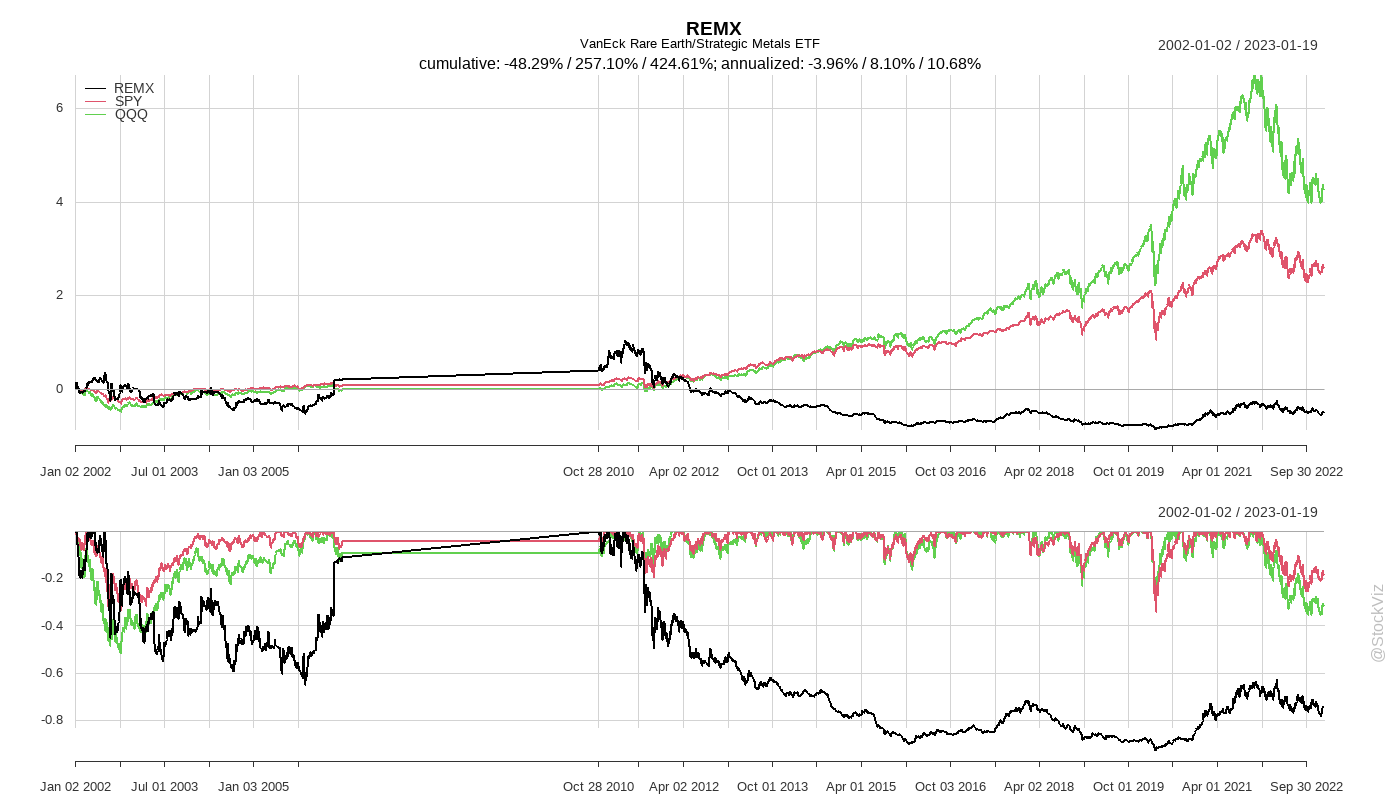 REMX
VanEck Rare Earth/Strategic Metals ETF
2002-01-02 / 2023-01-19
cumulative: -48.29% / 257.10% / 424.61%; annualized: -3.96% / 8.10% / 10.68%
REMX
SPY
QQQ
6
4
2
0
Jan 02 2002 Jul 01 2003 Jan 03 2005 Oct 28 2010 Apr 02 2012 Oct 01 2013 Apr 01 2015 Oct 03 2016 Apr 02 2018 Oct 01 2019 Apr 01 2021 Sep 30 2022
2002-01-02 / 2023-01-19
-0.2
-0.4
-0.6
-0.8
Jan 02 2002 Jul 01 2003 Jan 03 2005 Oct 28 2010 Apr 02 2012 Oct 01 2013 Apr 01 2015 Oct 03 2016 Apr 02 2018 Oct 01 2019 Apr 01 2021 Sep 30 2022
@StockViz